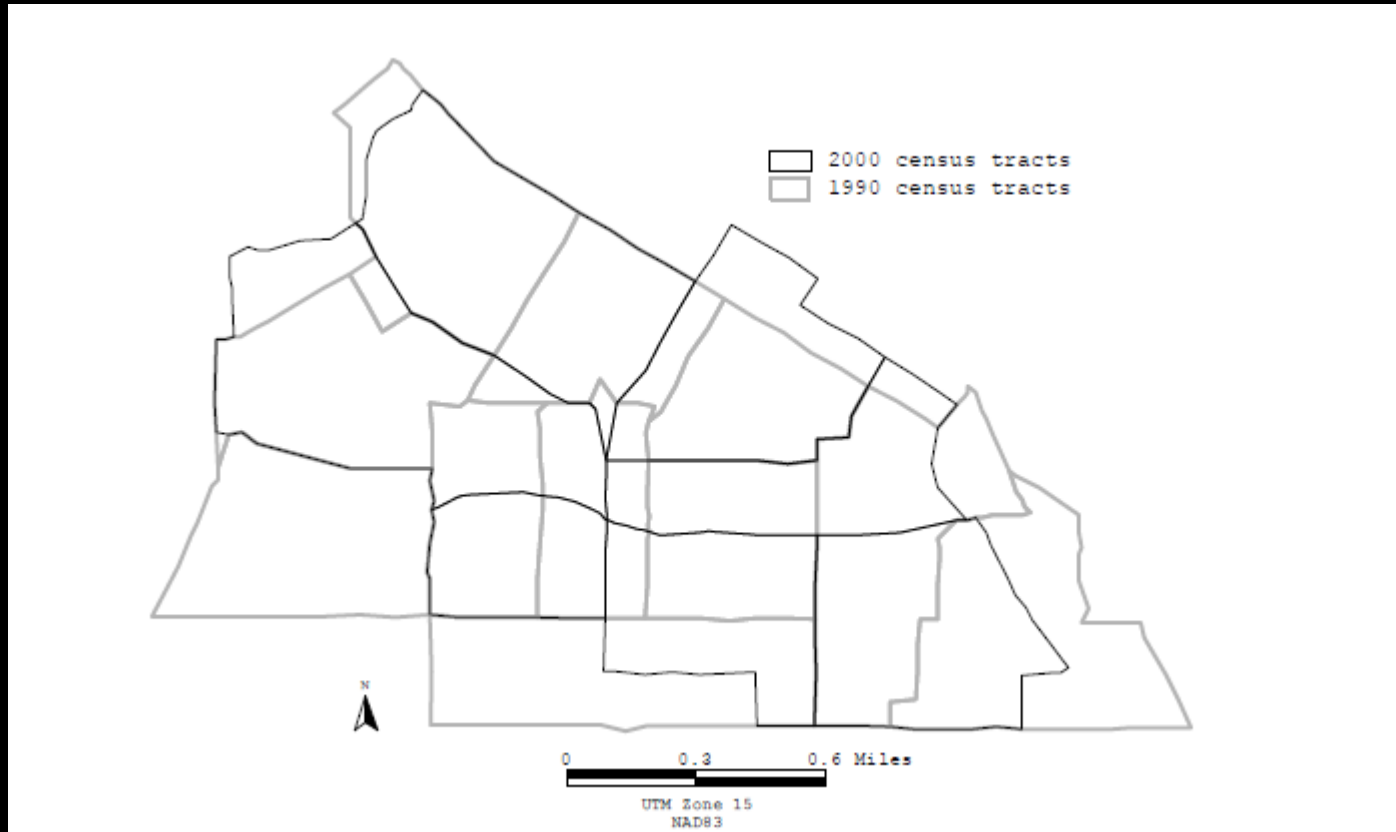 2000 census tracts
1990 census tracts
N
0 0.3 0.6 Miles
UTM Zone 15
NAD83